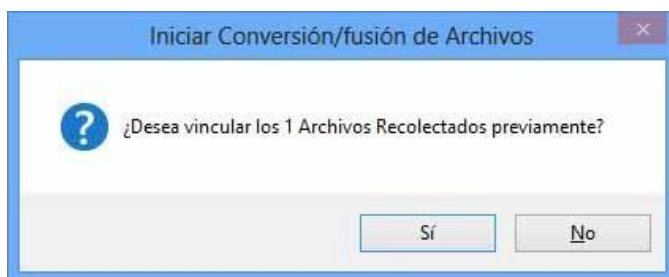 Iniciar Conversión/fusión de Archivos
¿Desea vincular los 1 Archivos Recolectados previamente?
Sí
No